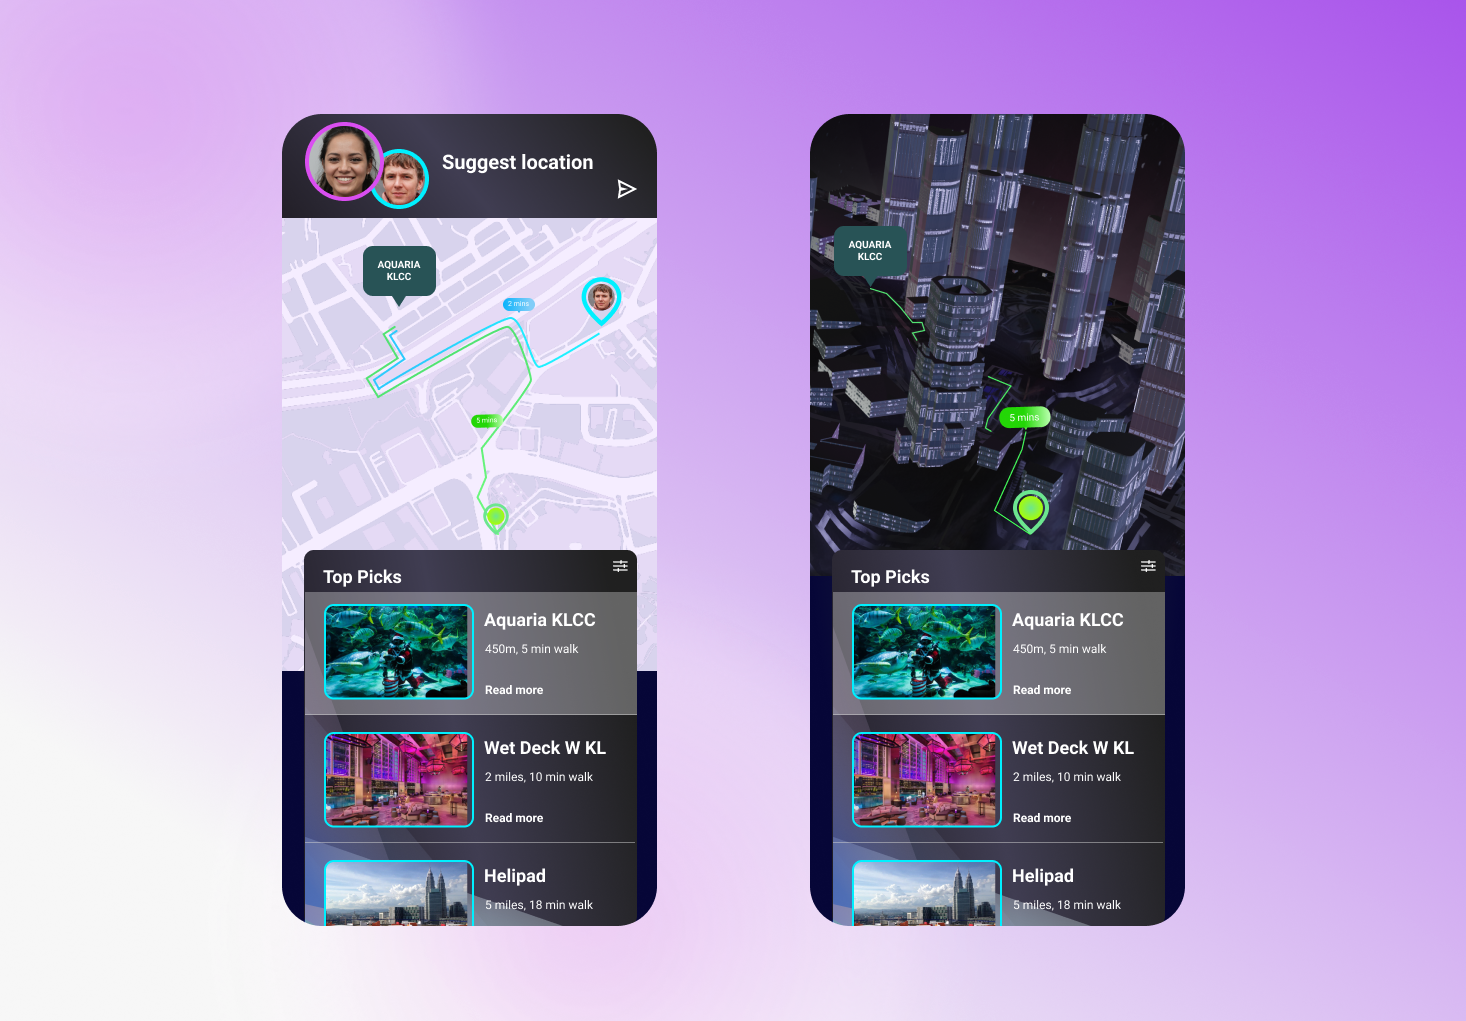 Suggest location
AQUARIA
KLCC
2 mins
5 mins
Top Picks
Aquaria KLCC
450m, 5 min walk
Read more
Wet Deck W KL
2 miles, 10 min walk
Read more
Helipad
5 miles, 18 min walk
AQUARIA
KLCC
5 mins
Top Picks
Aquaria KLCC
450m, 5 min walk
Read more
Wet Deck W KL
2 miles, 10 min walk
Read more
Helipad
5 miles, 18 min walk